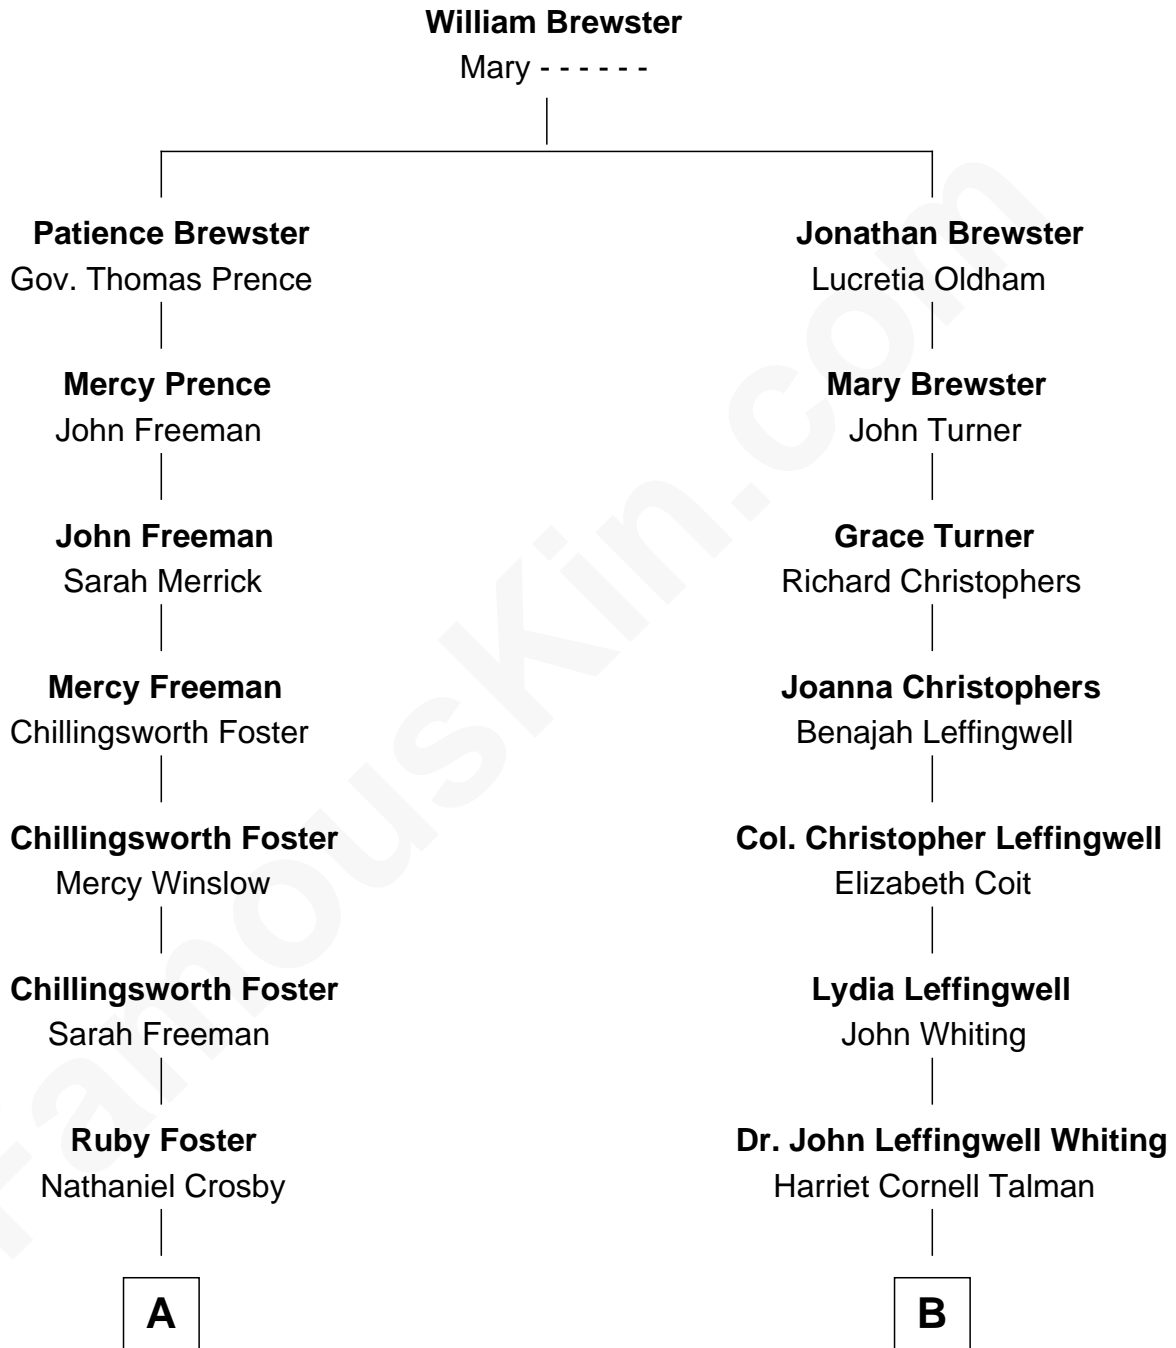 William Brewster
Mary - - - - - -
Patience Brewster
Gov. Thomas Prence
Jonathan Brewster
Lucretia Oldham
Mercy Prence
John Freeman
Mary Brewster
John Turner
John Freeman
Sarah Merrick
Grace Turner
Richard Christophers
Mercy Freeman
Chillingsworth Foster
Joanna Christophers
Benajah Leffingwell
Chillingsworth Foster
Mercy Winslow
Col. Christopher Leffingwell
Elizabeth Coit
Chillingsworth Foster
Sarah Freeman
Lydia Leffingwell
John Whiting
Ruby Foster
Nathaniel Crosby
Dr. John Leffingwell Whiting
Harriet Cornell Talman
A
B
FamousKin.com